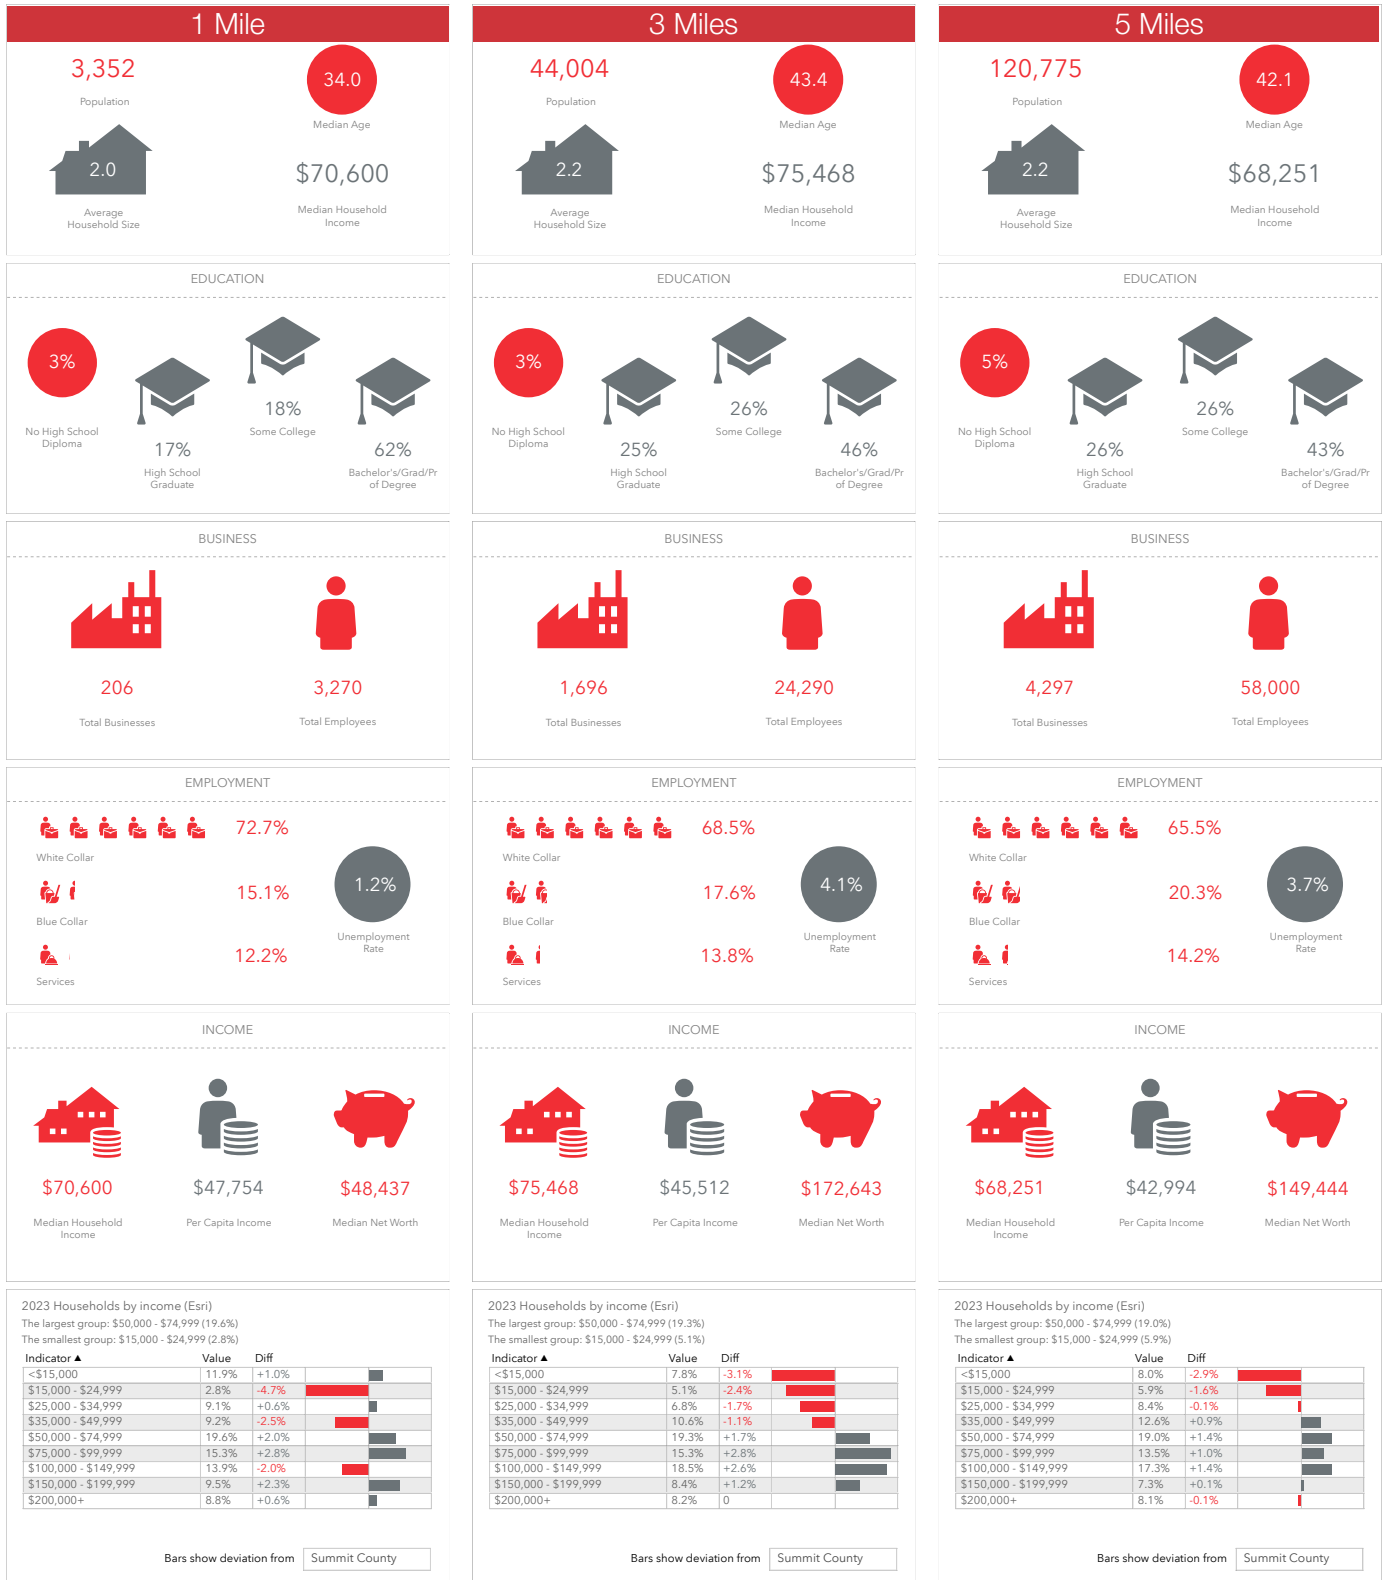 1 Mile
3,352
Population
34.0
Median Age
2.0
Average
Household Size
$70,600
Median Household
Income
EDUCATION
3%
No High School
Diploma
17%
High School
Graduate
18%
Some College
62%
Bachelor's/Grad/Pr
of Degree
BUSINESS
206
Total Businesses
3,270
Total Employees
EMPLOYMENT
72.7%
White Collar
15.1%
Blue Collar
12.2%
Services
1.2%
Unemployment
Rate
INCOME
$70,600
Median Household
Income
$47,754
Per Capita Income
$48,437
Median Net Worth
2023 Households by income (Esri)
The largest group: $50,000 - $74,999 (19.6%)
The smallest group: $15,000 - $24,999 (2.8%)
Indicator ▲ Value Diff
<$15,000 11.9% +1.0%
$15,000 - $24,999 2.8% -4.7%
$25,000 - $34,999 9.1% +0.6%
$35,000 - $49,999 9.2% -2.5%
$50,000 - $74,999 19.6% +2.0%
$75,000 - $99,999 15.3% +2.8%
$100,000 - $149,999 13.9% -2.0%
$150,000 - $199,999 9.5% +2.3%
$200,000+ 8.8% +0.6%
Bars show deviation from Summit County
3 Miles
44,004
Population
43.4
Median Age
2.2
Average
Household Size
$75,468
Median Household
Income
EDUCATION
3%
No High School
Diploma
25%
High School
Graduate
26%
Some College
46%
Bachelor's/Grad/Pr
of Degree
BUSINESS
1,696
Total Businesses
24,290
Total Employees
EMPLOYMENT
68.5%
White Collar
17.6%
Blue Collar
13.8%
Services
4.1%
Unemployment
Rate
INCOME
$75,468
Median Household
Income
$45,512
Per Capita Income
$172,643
Median Net Worth
2023 Households by income (Esri)
The largest group: $50,000 - $74,999 (19.3%)
The smallest group: $15,000 - $24,999 (5.1%)
Indicator ▲ Value Diff
<$15,000 7.8% -3.1%
$15,000 - $24,999 5.1% -2.4%
$25,000 - $34,999 6.8% -1.7%
$35,000 - $49,999 10.6% -1.1%
$50,000 - $74,999 19.3% +1.7%
$75,000 - $99,999 15.3% +2.8%
$100,000 - $149,999 18.5% +2.6%
$150,000 - $199,999 8.4% +1.2%
$200,000+ 8.2% 0
Bars show deviation from Summit County
5 Miles
120,775
Population
42.1
Median Age
2.2
Average
Household Size
$68,251
Median Household
Income
EDUCATION
5%
No High School
Diploma
26%
High School
Graduate
26%
Some College
43%
Bachelor's/Grad/Pr
of Degree
BUSINESS
4,297
Total Businesses
58,000
Total Employees
EMPLOYMENT
65.5%
White Collar
20.3%
Blue Collar
14.2%
Services
3.7%
Unemployment
Rate
INCOME
$68,251
Median Household
Income
$42,994
Per Capita Income
$149,444
Median Net Worth
2023 Households by income (Esri)
The largest group: $50,000 - $74,999 (19.0%)
The smallest group: $15,000 - $24,999 (5.9%)
Indicator ▲ Value Diff
<$15,000 8.0% -2.9%
$15,000 - $24,999 5.9% -1.6%
$25,000 - $34,999 8.4% -0.1%
$35,000 - $49,999 12.6% +0.9%
$50,000 - $74,999 19.0% +1.4%
$75,000 - $99,999 13.5% +1.0%
$100,000 - $149,999 17.3% +1.4%
$150,000 - $199,999 7.3% +0.1%
$200,000+ 8.1% -0.1%
Bars show deviation from Summit County